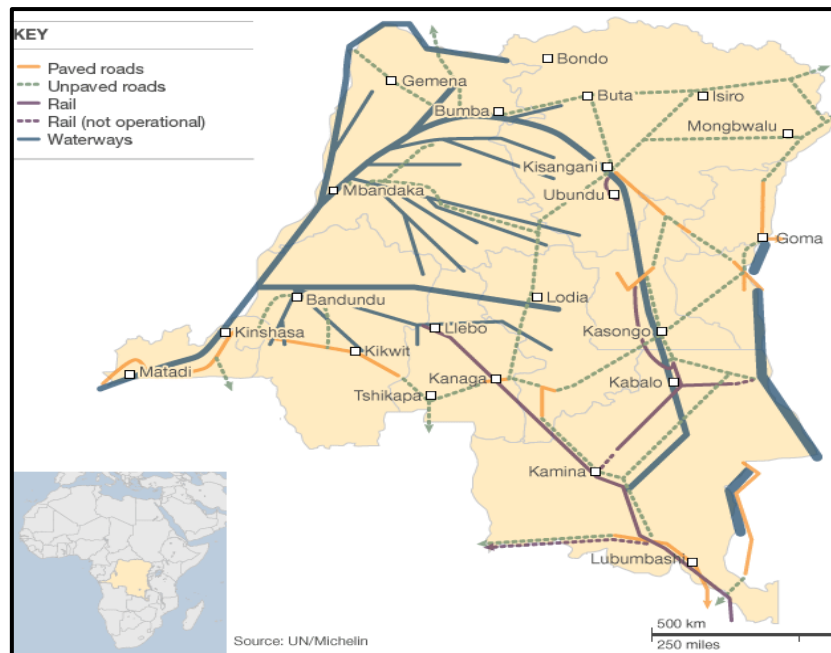 KEY
Paved roads
Unpaved roads
Rail
Rail (not operational)
Waterways
Bondo
Gemena
Buta
Isiro
Bumba
Mongbwalu
Kisangani
Mbandaka
Ubundu
Goma
Bandundu
Lodia
Kinshasa
Llebo
Kasongo
Matadi
Kikwit
Kanaga
Kabalo
Tshikapa
Kamina
Lubumbashi
500 km
250 miles
Source: UN/Michelin